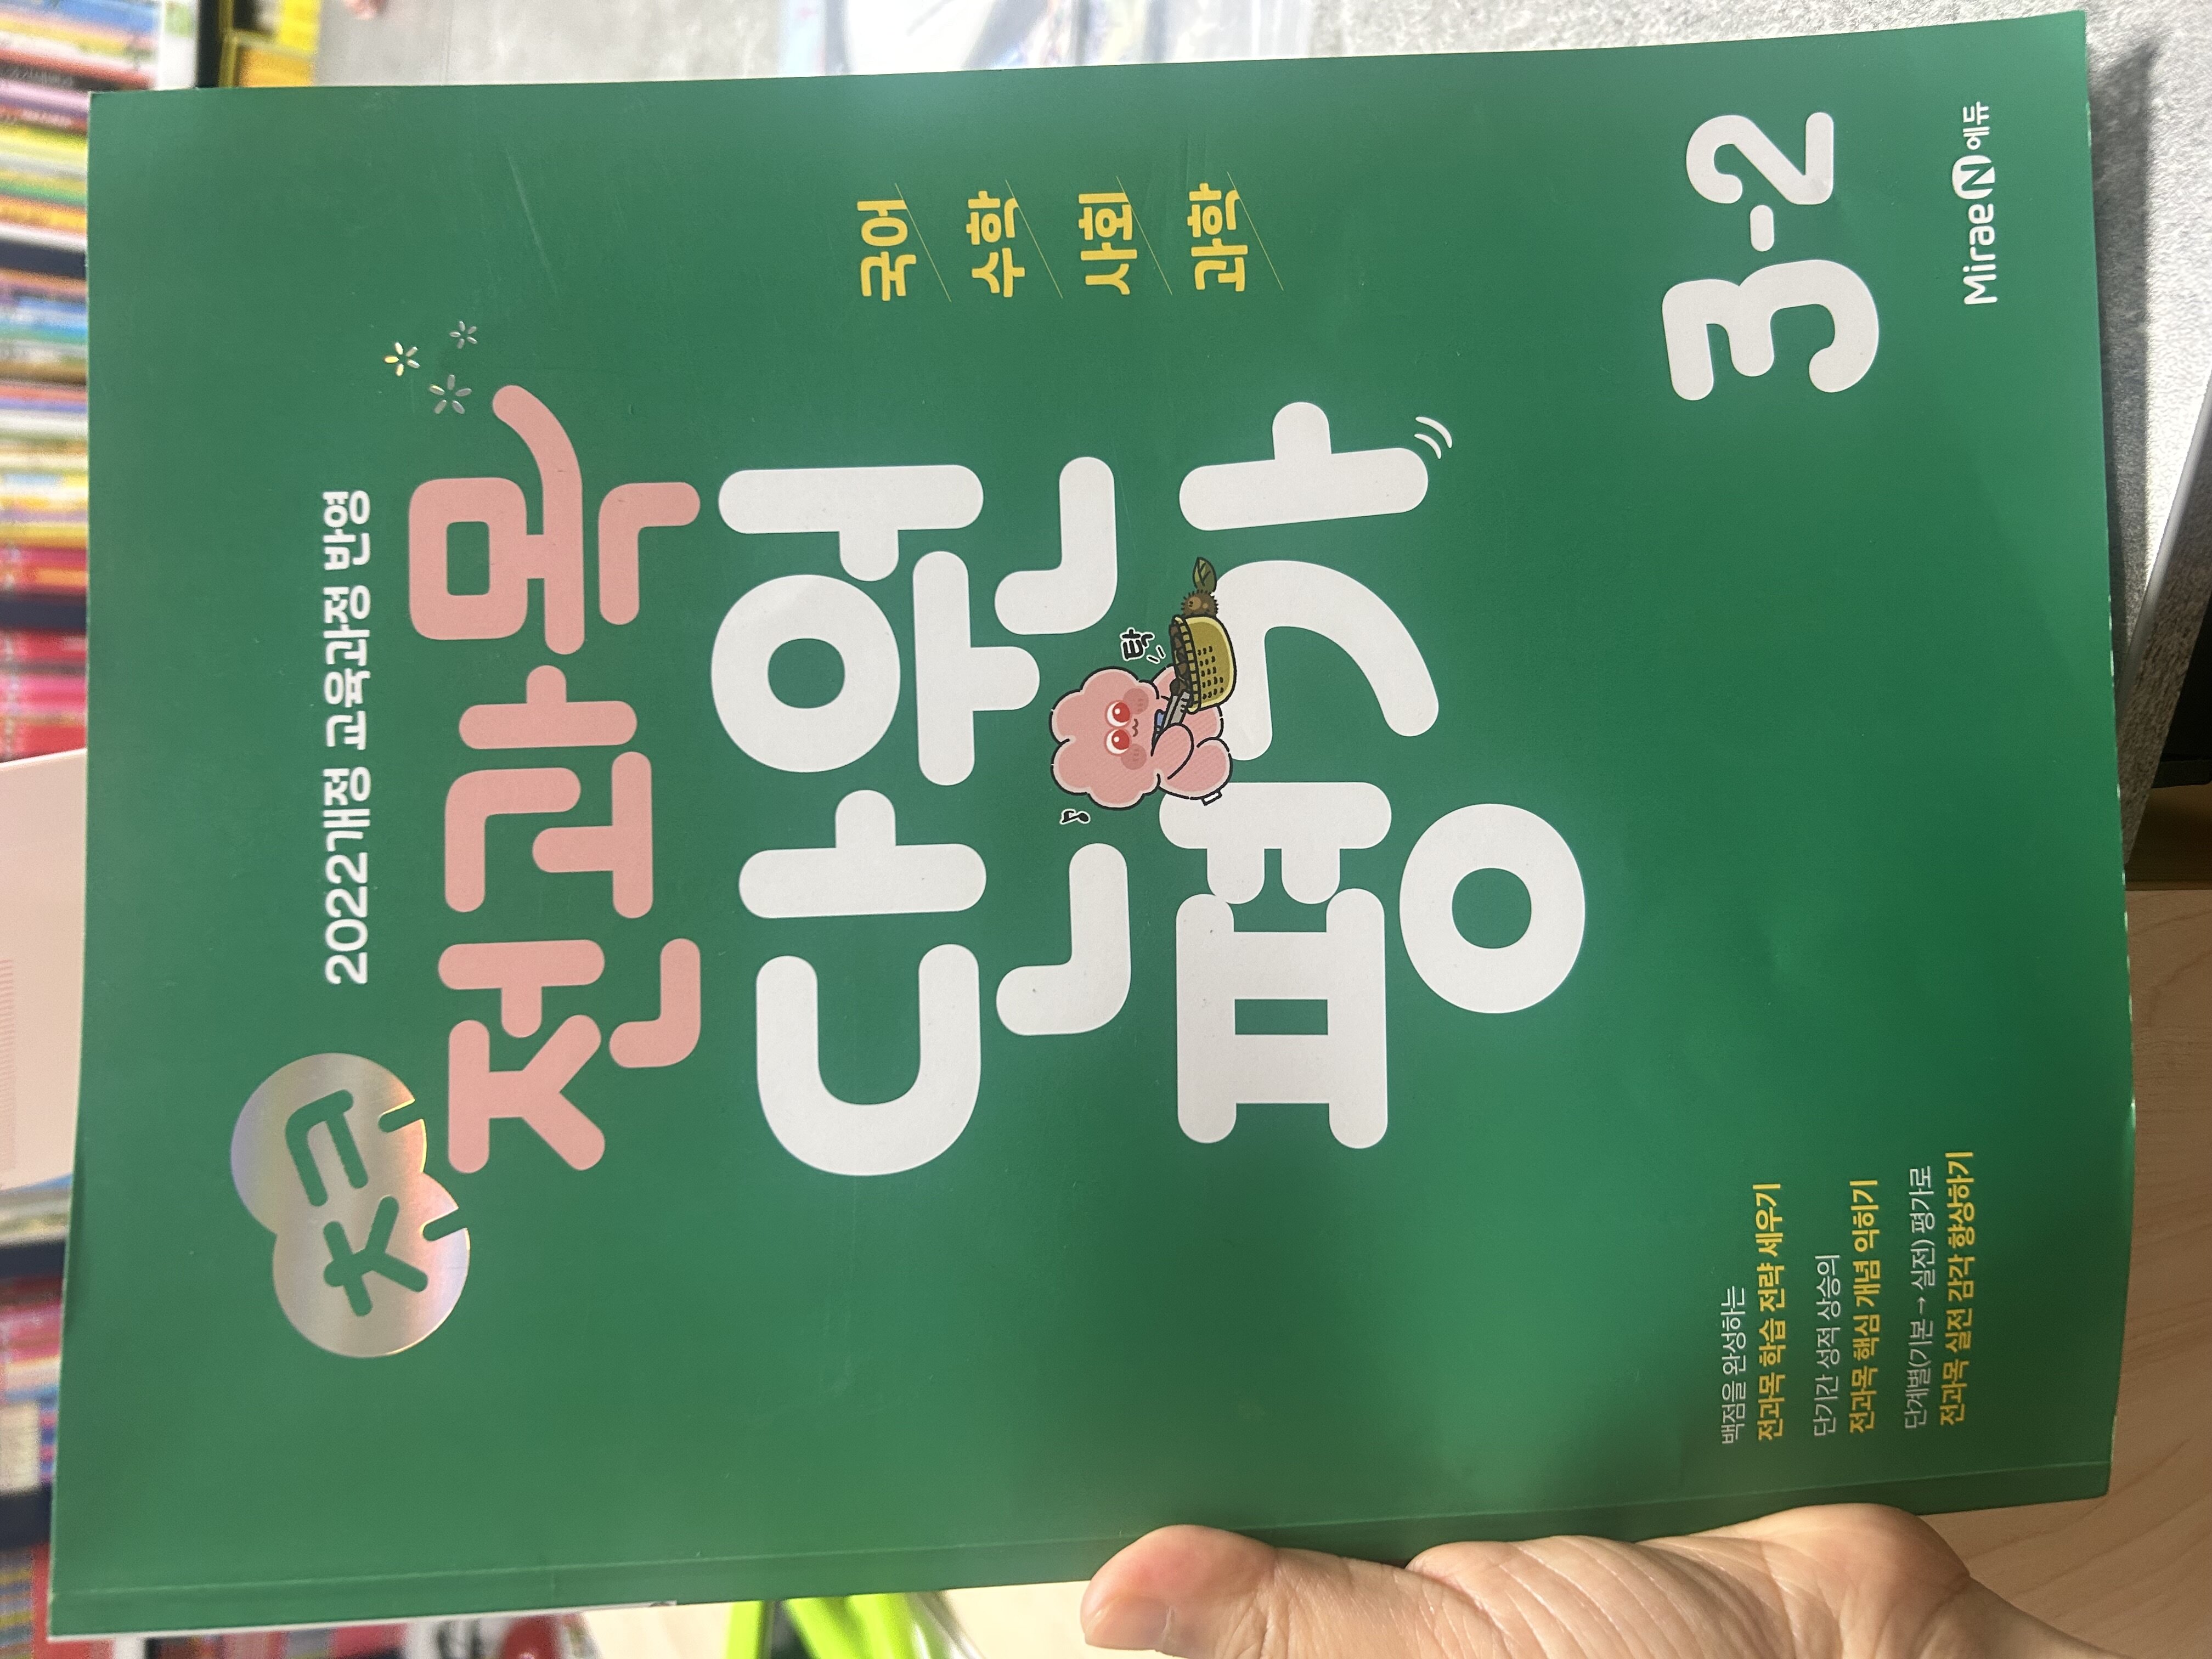 2022개정 교육과정 반영
초코
전과목
단원
평가
탁
국어
수학
사회
과학
3-2
백점을 완성하는
전과목 학습 전략 세우기
단기간 성적 상승의
전과목 핵심 개념 익히기
단계별(기본→실전) 평가로
전과목 실전 감각 향상하기
MiraeN에듀